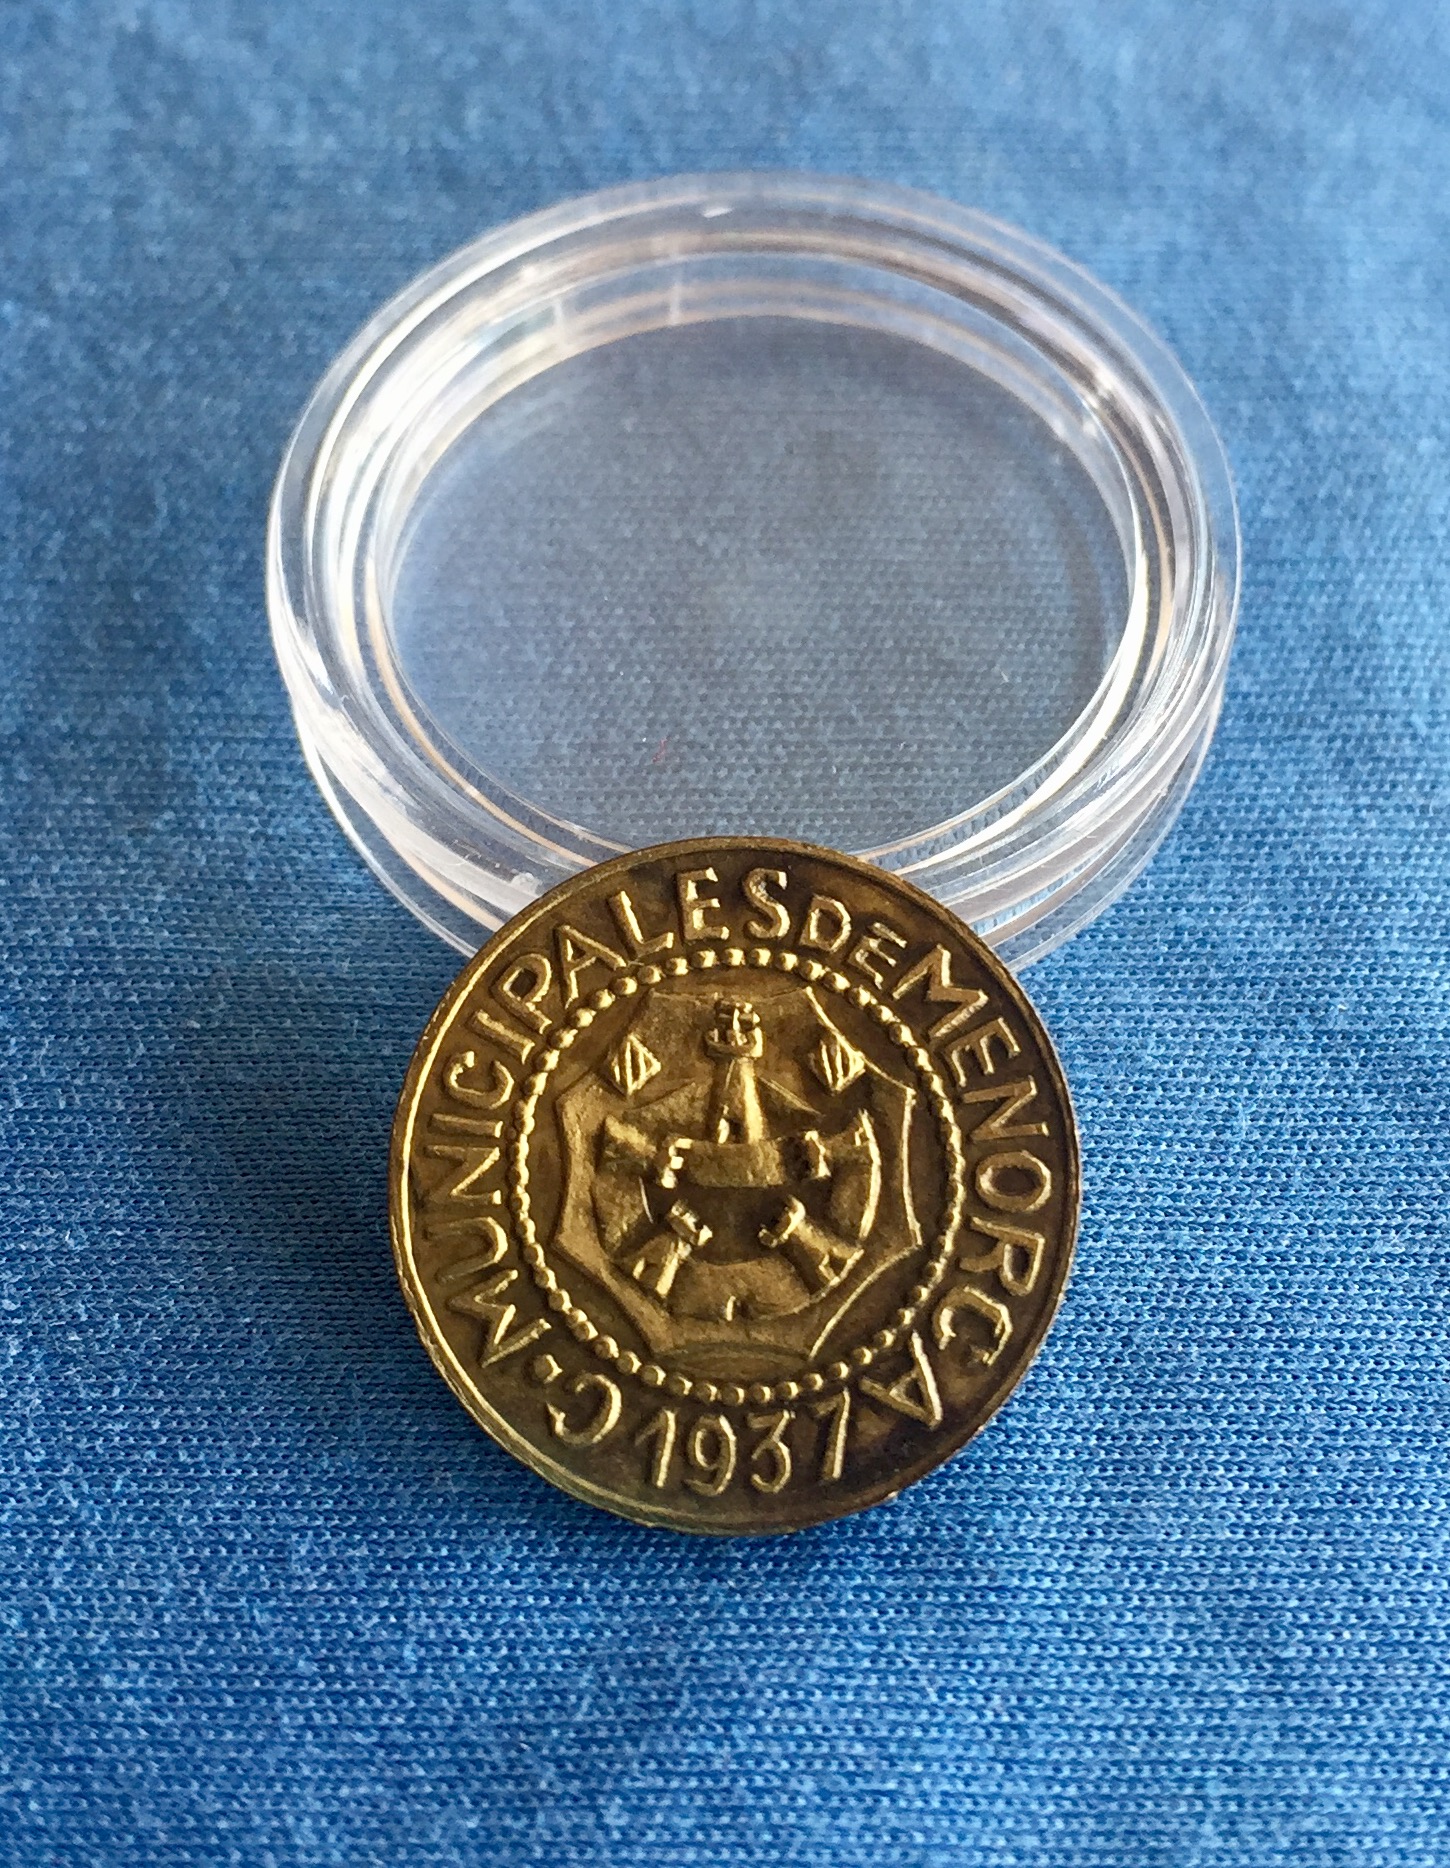 C. MUNICIPALES DE MENORCA
1937